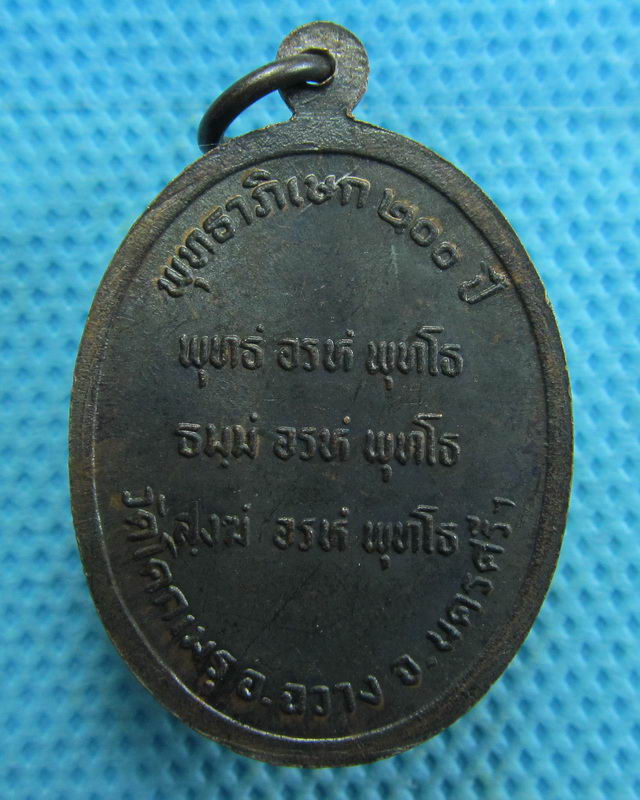 พุทธาภิเษก ๒๐๐ ปี
พุทธํ อรหํ พุทโธ
ธมฺมํ อรหํ พุทโธ
สฺงฆํ อรหํ พุทโธ
วัดโคกเมรุ อ.ฉวาง จ.นครศรีฯ